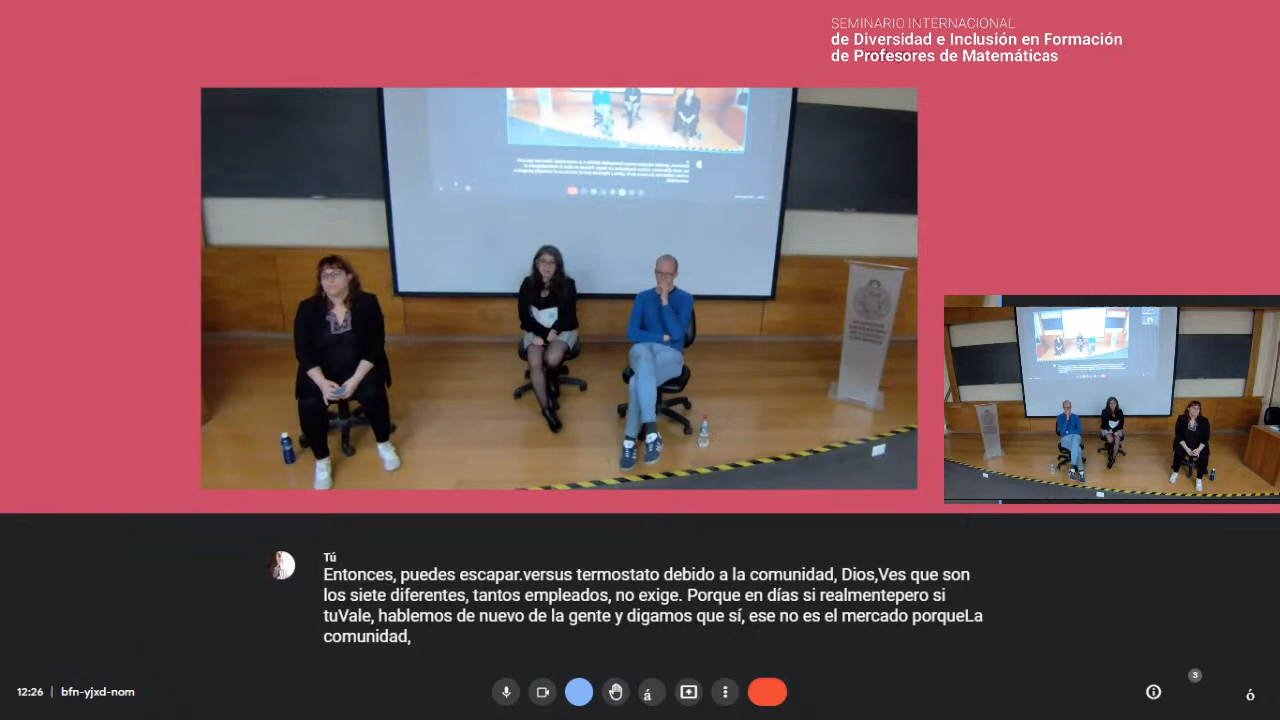 SEMINARIO INTERNACIONAL
de Diversidad e Inclusión en Formación
de Profesores de Matemáticas
Tú
Entonces, puedes escapar.versus termostato debido a la comunidad, Dios,Ves que son
los siete diferentes, tantos empleados, no exige. Porque en días si realmentepero si
tuVale, hablemos de nuevo de la gente y digamos que sí, ese no es el mercado porqueLa
comunidad,
12:26 | bfn-yjxd-nom
á
3
ó